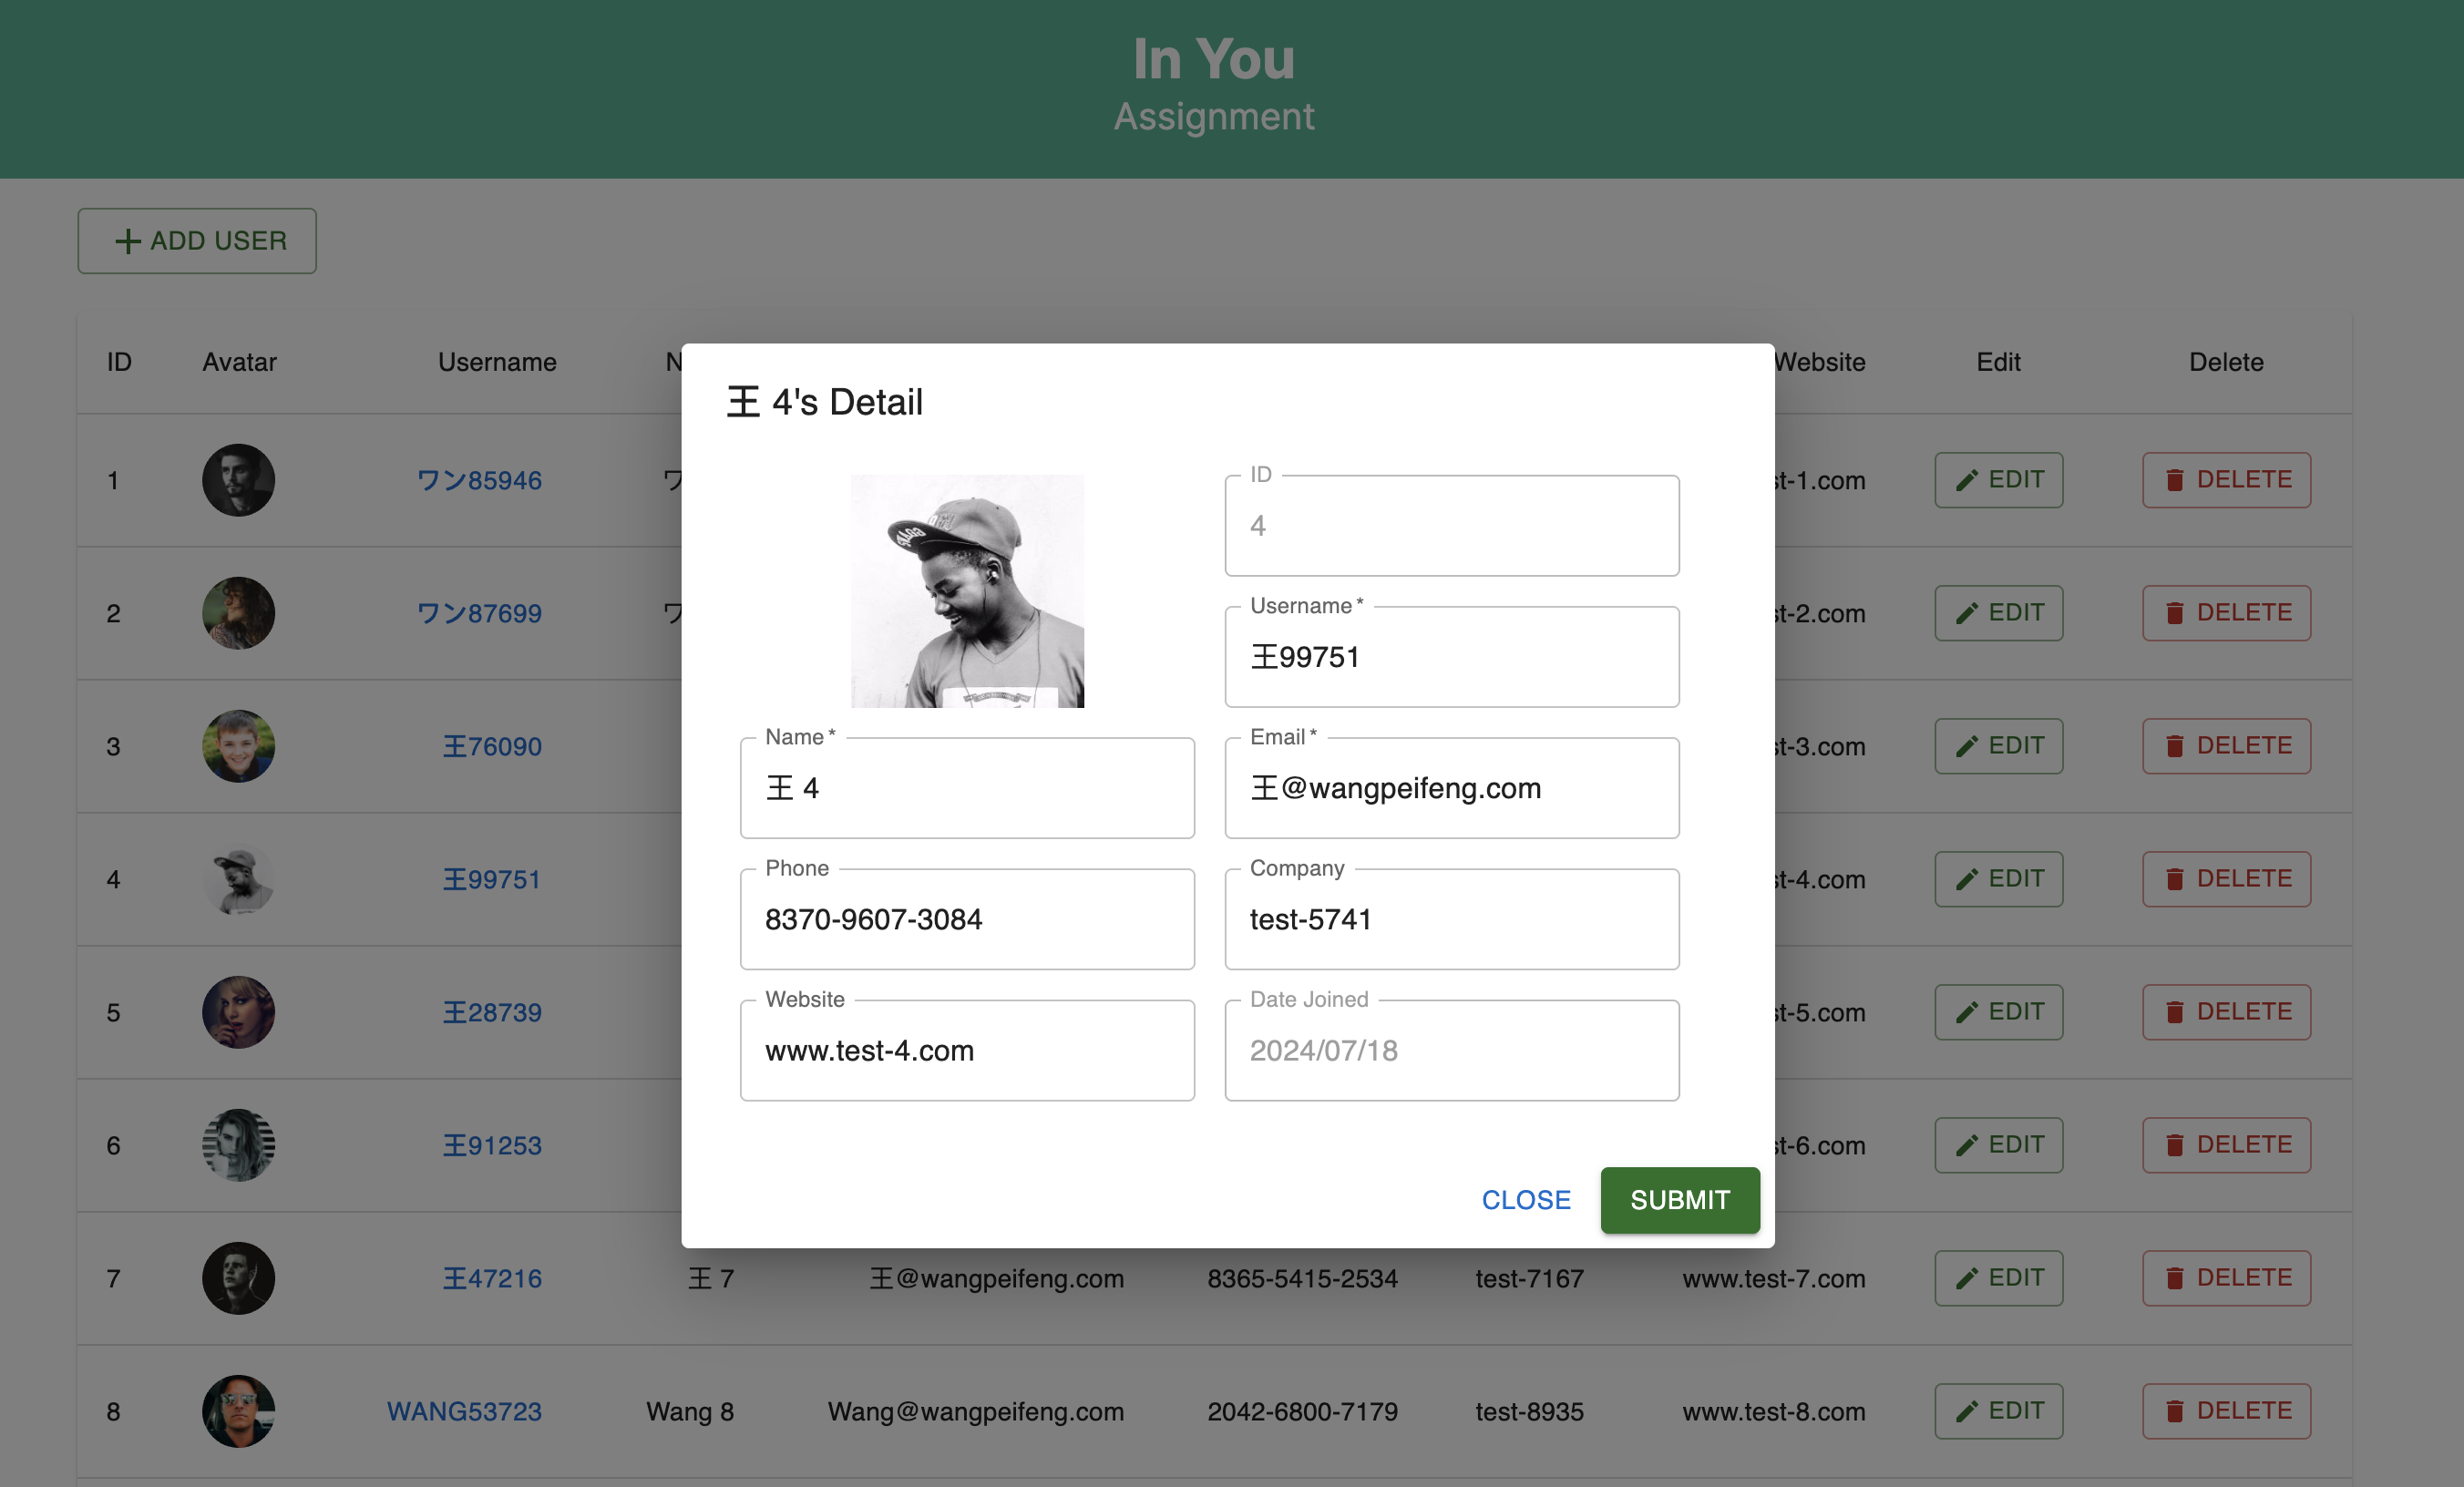 In You
Assignment
ADD USER
ID Avatar Username Website Edit Delete
1 ワン85946 st-1.com EDIT DELETE
2 ワン87699 st-2.com EDIT DELETE
3 王76090 st-3.com EDIT DELETE
4 王99751 st-4.com EDIT DELETE
5 王28739 st-5.com EDIT DELETE
6 王91253 st-6.com EDIT DELETE
7 王47216 王 7 王@wangpeifeng.com 8365-5415-2534 test-7167 www.test-7.com EDIT DELETE
8 WANG53723 Wang 8 Wang@wangpeifeng.com 2042-6800-7179 test-8935 www.test-8.com EDIT DELETE
王 4's Detail
ID
4
Username *
王99751
Name *
王 4
Email *
王@wangpeifeng.com
Phone
8370-9607-3084
Company
test-5741
Website
www.test-4.com
Date Joined
2024/07/18
CLOSE SUBMIT